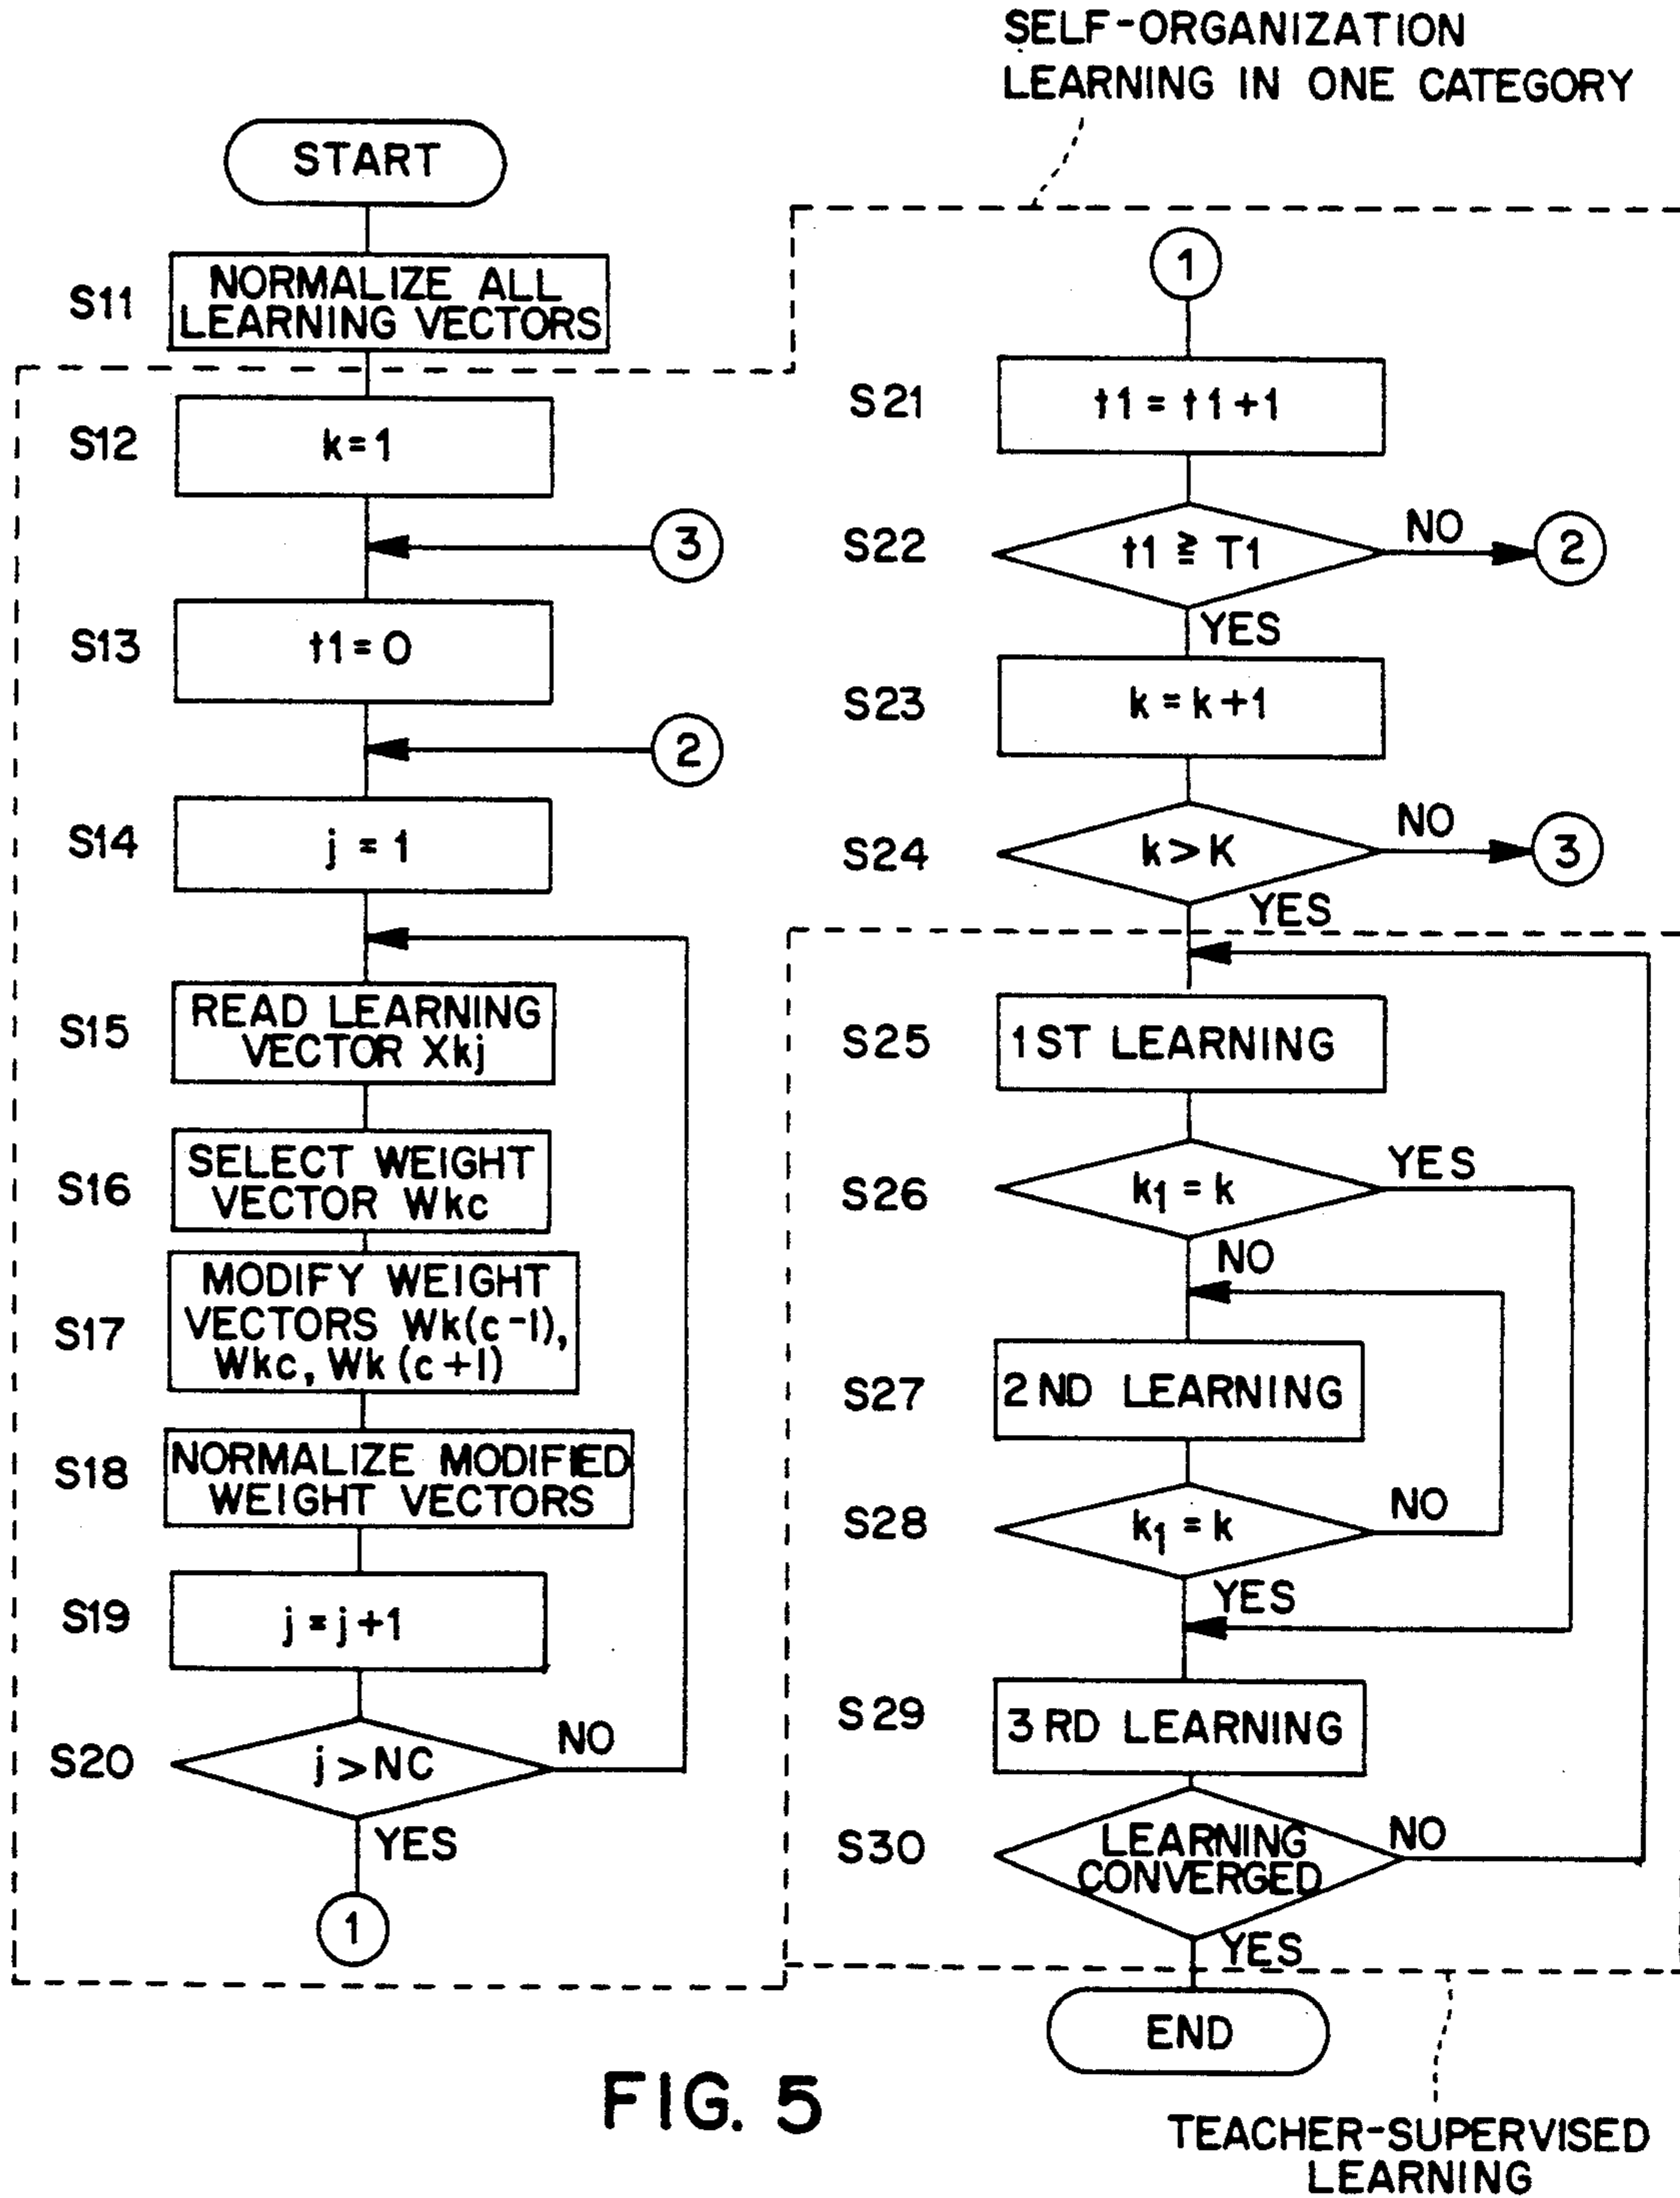 SELF-ORGANIZATION
LEARNING IN ONE CATEGORY
START
S11
NORMALIZE ALL
LEARNING VECTORS
S12
k=1
3
S13
t1=0
2
S14
j = 1
S15
READ LEARNING
VECTOR Xkj
S16
SELECT WEIGHT
VECTOR Wkc
S17
MODIFY WEIGHT
VECTORS Wk(c-1),
Wkc, Wk(c+1)
S18
NORMALIZE MODIFIED
WEIGHT VECTORS
S19
j=j+1
S20
j>NC
NO
YES
1
1
S21
t1=t1+1
S22
t1≧T1
NO
2
YES
S23
k=k+1
S24
k>K
NO
3
YES
S25
1ST LEARNING
S26
k1=k
YES
NO
S27
2ND LEARNING
S28
k1=k
NO
YES
S29
3RD LEARNING
S30
LEARNING
CONVERGED
NO
YES
END
TEACHER-SUPERVISED
LEARNING
FIG. 5